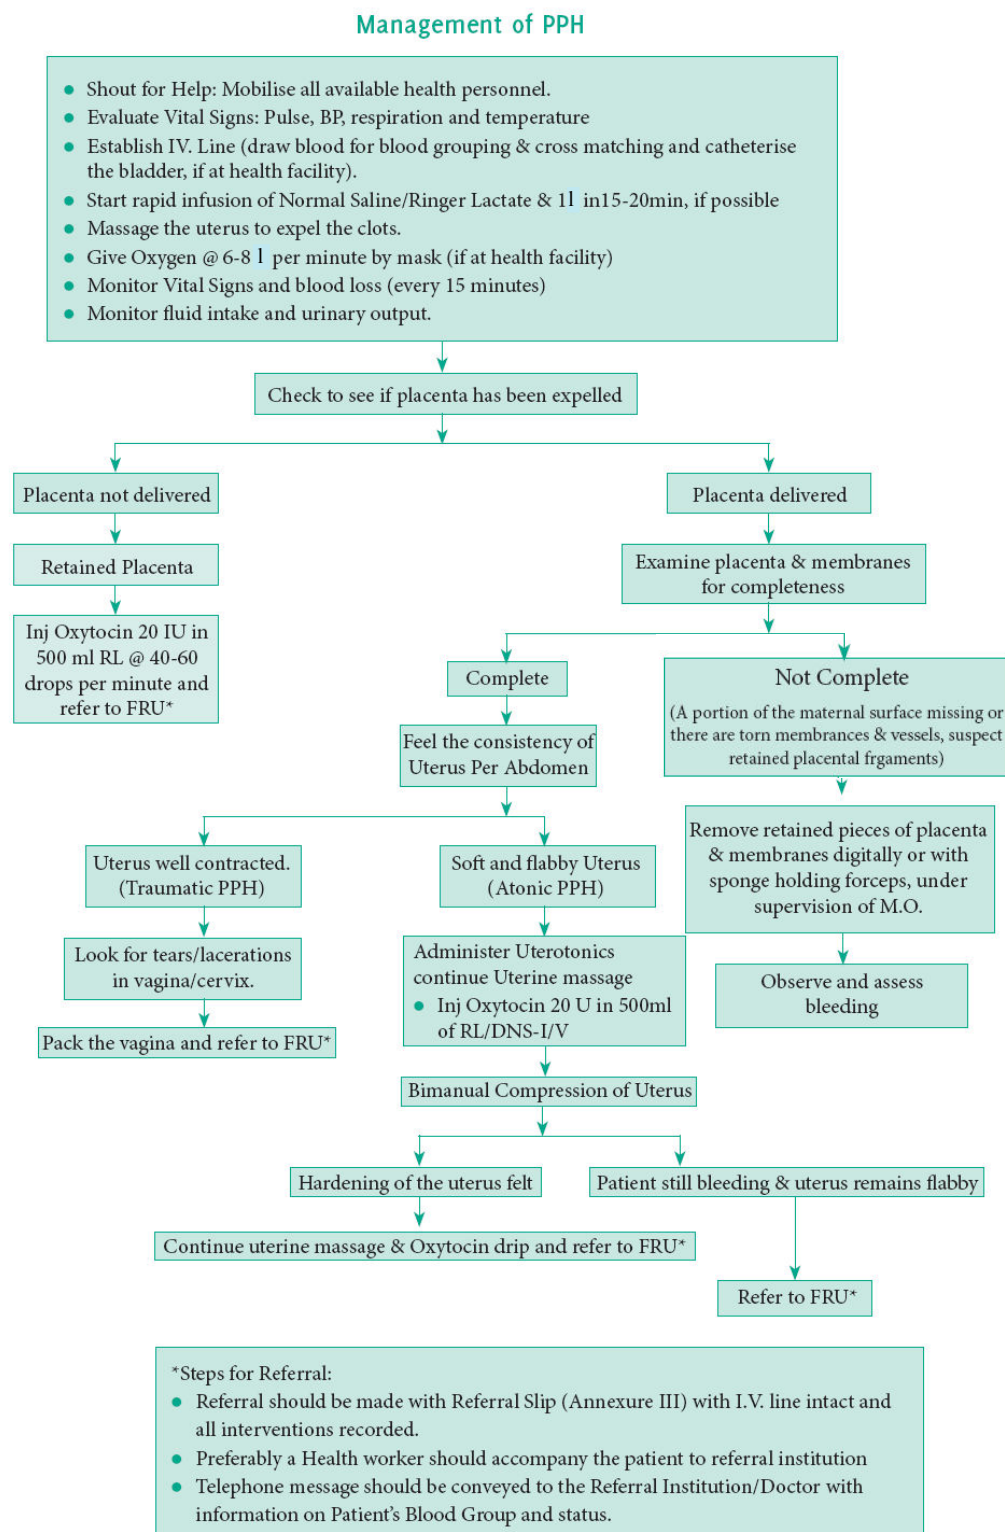 Management of PPH
● Shout for Help: Mobilise all available health personnel.
● Evaluate Vital Signs: Pulse, BP, respiration and temperature
● Establish IV. Line (draw blood for blood grouping & cross matching and catheterise
the bladder, if at health facility).
● Start rapid infusion of Normal Saline/Ringer Lactate & 1l in15-20min, if possible
● Massage the uterus to expel the clots.
● Give Oxygen @ 6-8 l per minute by mask (if at health facility)
● Monitor Vital Signs and blood loss (every 15 minutes)
● Monitor fluid intake and urinary output.
Check to see if placenta has been expelled
Placenta not delivered
Retained Placenta
Inj Oxytocin 20 IU in
500 ml RL @ 40-60
drops per minute and
refer to FRU*
Placenta delivered
Examine placenta & membranes
for completeness
Complete
Feel the consistency of
Uterus Per Abdomen
Uterus well contracted.
(Traumatic PPH)
Look for tears/lacerations
in vagina/cervix.
Pack the vagina and refer to FRU*
Soft and flabby Uterus
(Atonic PPH)
Administer Uterotonics
continue Uterine massage
● Inj Oxytocin 20 U in 500ml
of RL/DNS-I/V
Bimanual Compression of Uterus
Hardening of the uterus felt
Continue uterine massage & Oxytocin drip and refer to FRU*
Patient still bleeding & uterus remains flabby
Refer to FRU*
Not Complete
(A portion of the maternal surface missing or
there are torn membrances & vessels, suspect
retained placental frgaments)
Remove retained pieces of placenta
& membranes digitally or with
sponge holding forceps, under
supervision of M.O.
Observe and assess
bleeding
*Steps for Referral:
● Referral should be made with Referral Slip (Annexure III) with I.V. line intact and
all interventions recorded.
● Preferably a Health worker should accompany the patient to referral institution
● Telephone message should be conveyed to the Referral Institution/Doctor with
information on Patient's Blood Group and status.